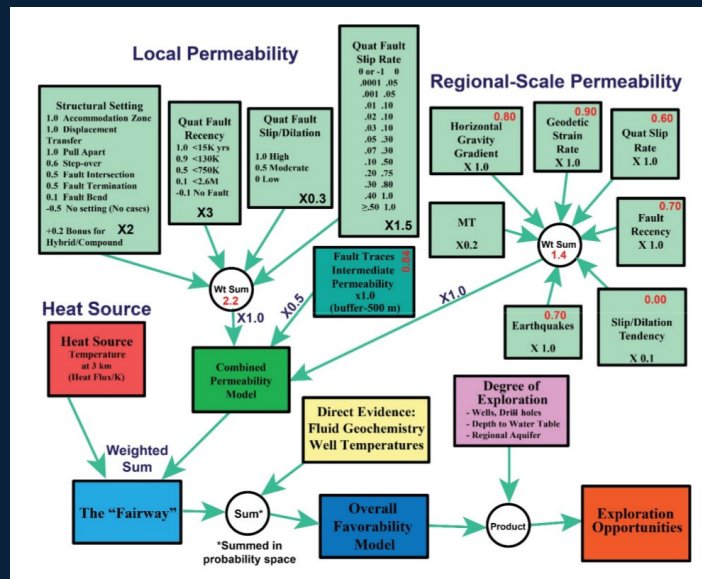 Local Permeability
Structural Setting
1.0 Accommodation Zone
1.0 Displacement
Transfer
1.0 Pull Apart
0.6 Step-over
0.5 Fault Intersection
0.5 Fault Termination
0.1 Fault Bend
-0.5 No setting (No cases)
+0.2 Bonus for
Hybrid/Compound
X2
Quat Fault
Recency
1.0 <15K yrs
0.9 <130K
0.5 <750K
0.1 <2.6M
-0.1 No Fault
X3
Quat Fault
Slip/Dilation
1.0 High
0.5 Moderate
0 Low
X0.3
Quat Fault
Slip Rate
0 or -1 0
.0001 .05
.001 .05
.01 .10
.02 .10
.03 .10
.05 .30
.07 .30
.10 .50
.20 .75
.30 .80
.40 1.0
≥.50 1.0
X1.5
Regional-Scale Permeability
0.80
Horizontal
Gravity
Gradient
X 1.0
0.90
Geodetic
Strain
Rate
X 1.0
0.60
Quat Slip
Rate
X 1.0
MT
X0.2
0.70
Fault
Recency
X 1.0
Wt Sum
1.4
0.70
Earthquakes
X 1.0
0.00
Slip/Dilation
Tendency
X 0.1
Wt Sum
2.2
Fault Traces
Intermediate
Permeability
x1.0
(buffer-500 m)
0.84
X1.0
X0.5
X1.0
Heat Source
Heat Source
Temperature
at 3 km
(Heat Flux/K)
Combined
Permeability
Model
Direct Evidence:
Fluid Geochemistry
Well Temperatures
Degree of
Exploration
- Wells, Drill holes
- Depth to Water Table
- Regional Aquifer
Weighted
Sum
The "Fairway"
Sum*
*Summed in
probability space
Overall
Favorability
Model
Product
Exploration
Opportunities